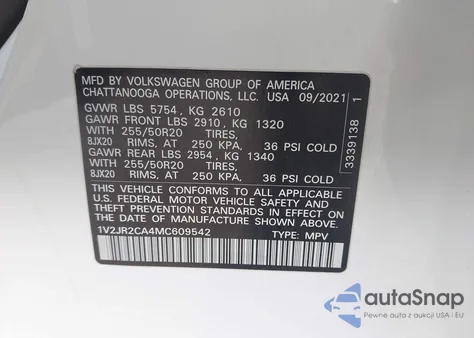 MFD BY VOLKSWAGEN GROUP OF AMERICA
CHATTANOOGA OPERATIONS, LLC. USA 09/2021
GVWR LBS 5754 , KG 2610
GAWR FRONT LBS 2910 , KG 1320
WITH 255/50R20 TIRES,
8JX20 RIMS, AT 250 KPA, 36 PSI COLD
GAWR REAR LBS 2954 , KG 1340
WITH 255/50R20 TIRES,
8JX20 RIMS, AT 250 KPA, 36 PSI COLD
THIS VEHICLE CONFORMS TO ALL APPLICABLE
U.S. FEDERAL MOTOR VEHICLE SAFETY AND
THEFT PREVENTION STANDARDS IN EFFECT ON THE
DATE OF MANUFACTURE SHOWN ABOVE.
1V2JR2CA4MC609542 TYPE: MPV
3339138 1
autoSnap
Pewne auta z aukcji USA i EU